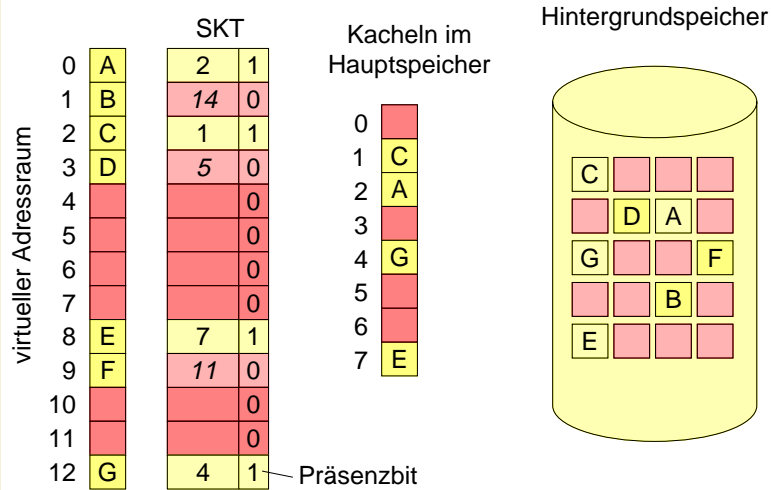 Hintergrundspeicher
SKT
Kacheln im
Hauptspeicher
virtueller Adressraum
0 A 2 1
1 B 14 0
2 C 1 1
3 D 5 0
4 0
5 0
6 0
7 0
8 E 7 1
9 F 11 0
10 0
11 0
12 G 4 1
Präsenzbit
0
1 C
2 A
3
4 G
5
6
7 E
C
D A
G F
B
E